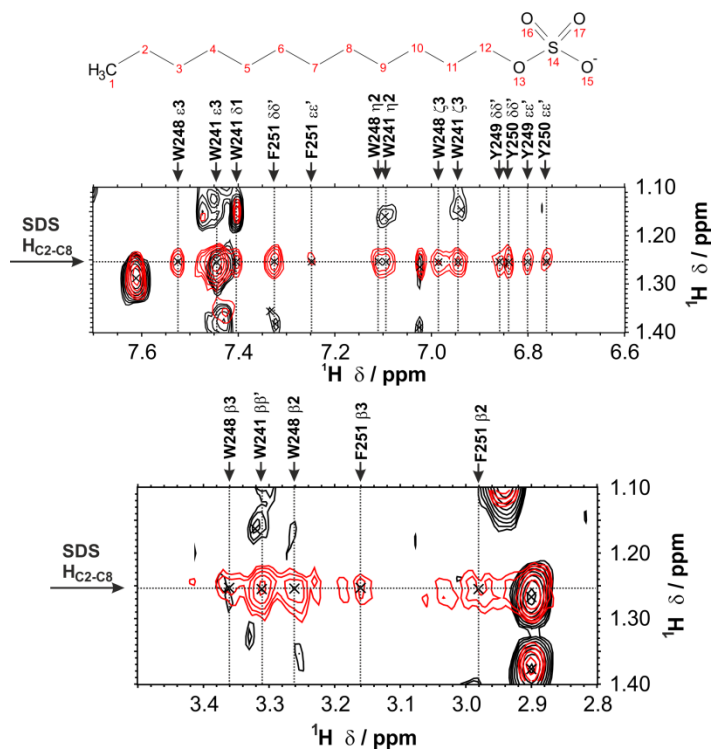 O O
16 17
2 4 6 8 10 12 S
14
H₃C 3 5 7 9 11 O O⁻
1 13 15
W248 ε3
W241 ε3
W241 δ1
F251 δδ'
F251 εε'
W248 η2
W241 η2
W248 ζ3
W241 ζ3
Y249 δδ'
Y250 δδ'
Y249 εε'
Y250 εε'
SDS
H_C2-C8
1.10
1.20
1.30
1.40
¹H δ / ppm
7.6 7.4 7.2 7.0 6.8 6.6
¹H δ / ppm
W248 β3
W241 ββ'
W248 β2
F251 β3
F251 β2
SDS
H_C2-C8
1.10
1.20
1.30
1.40
¹H δ / ppm
3.4 3.3 3.2 3.1 3.0 2.9 2.8
¹H δ / ppm